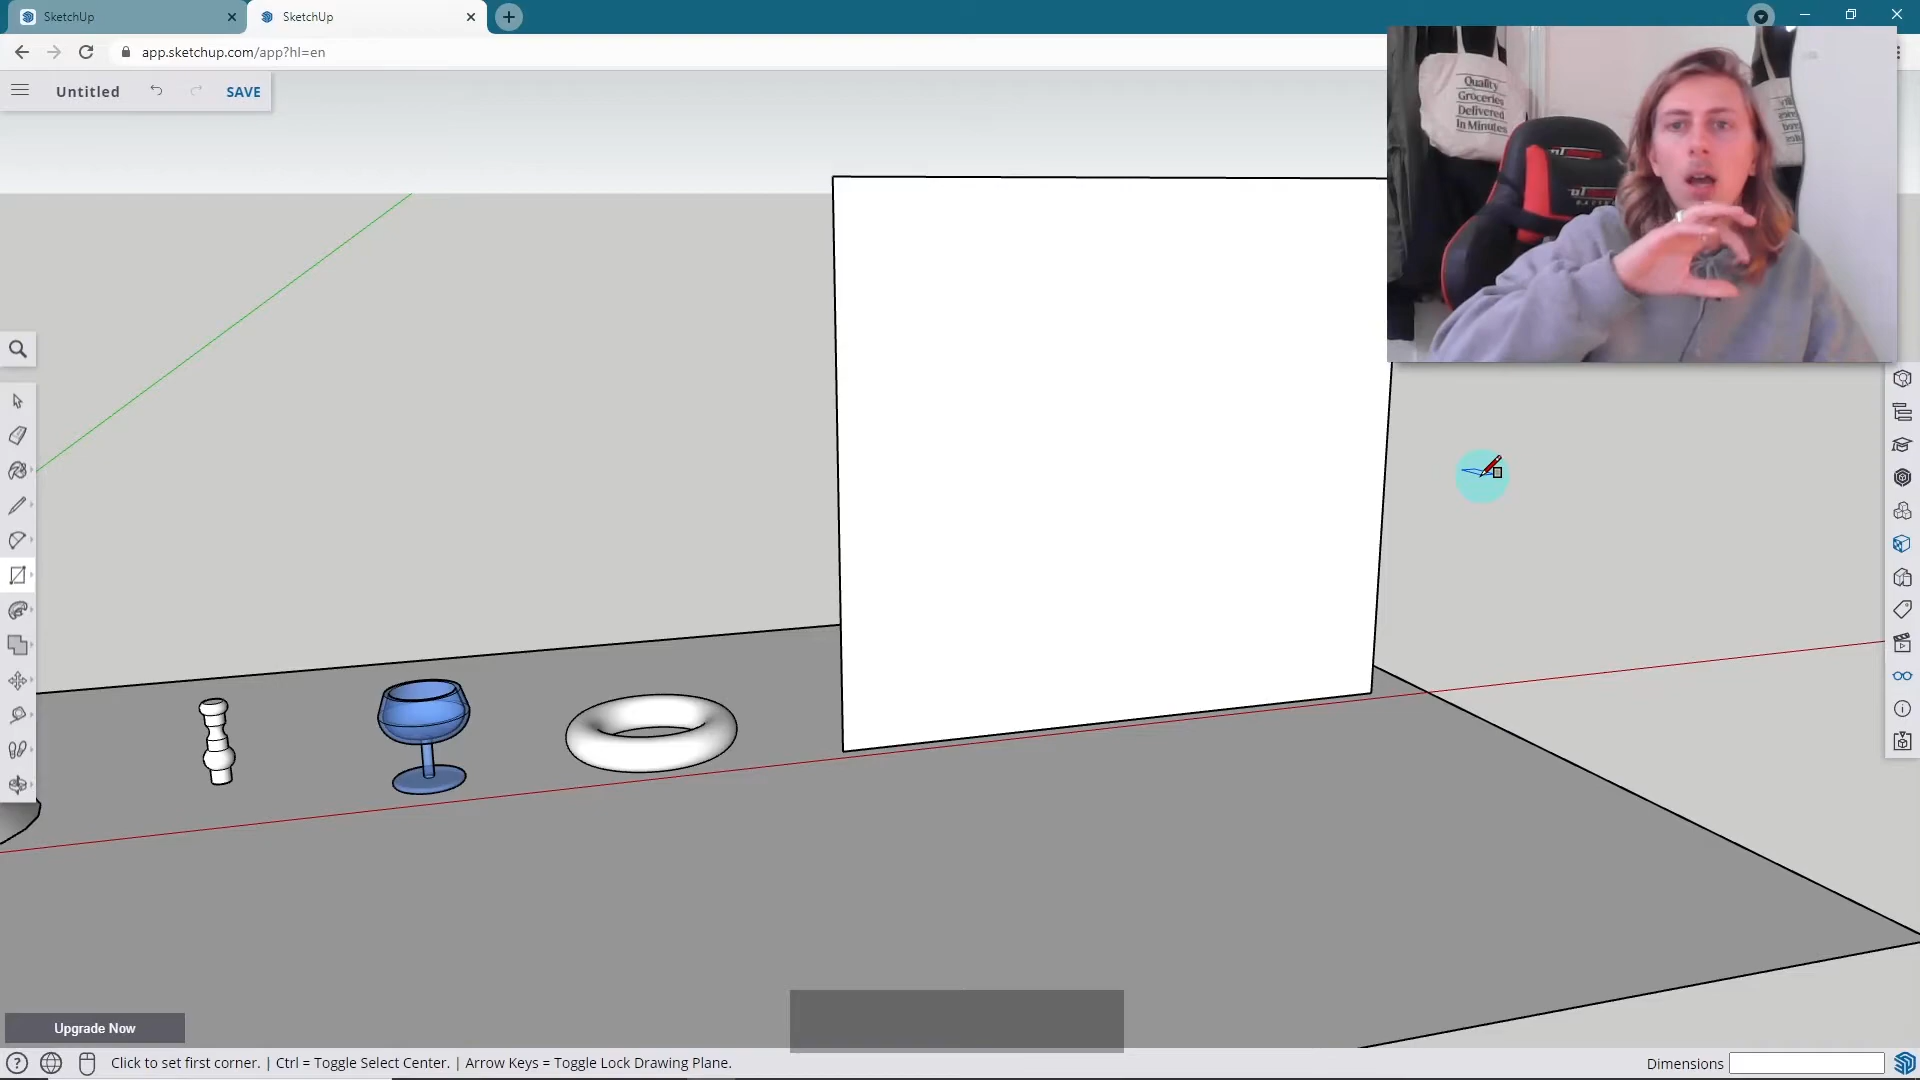 SketchUp
SketchUp
app.sketchup.com/app?hl=en
Untitled
SAVE
Quality
Groceries
Delivered
In Minutes
Upgrade Now
Click to set first corner. | Ctrl = Toggle Select Center. | Arrow Keys = Toggle Lock Drawing Plane.
Dimensions